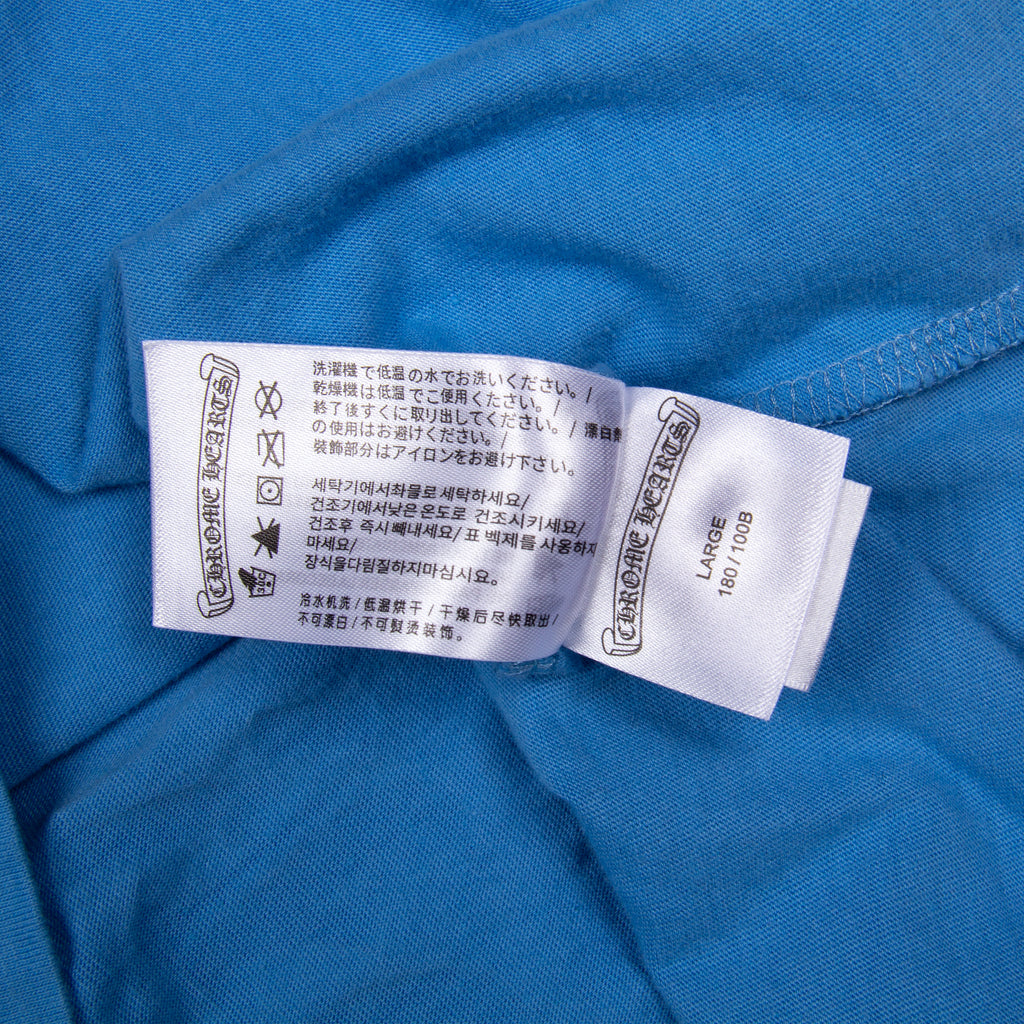 CHROME HEARTS
洗濯機で低温の水でお洗いください。/
乾燥機は低温でご使用ください。/
終了後すぐに取り出してください。/ 漂白
の使用はお避けください。/
装飾部分はアイロンをお避け下さい。
세탁기에서 화물로 세탁하세요/
건조기에서낮은 온도로 건조시키세요/
건조후 즉시 빼내세요/ 표 벡제를 사용하지
마세요/
장식을다림질하지마십시요。
冷水机洗/低温烘干/干燥后尽快取出/
不可漂白/不可熨烫装饰。
30C
CHROME HEARTS
LARGE
180/100B